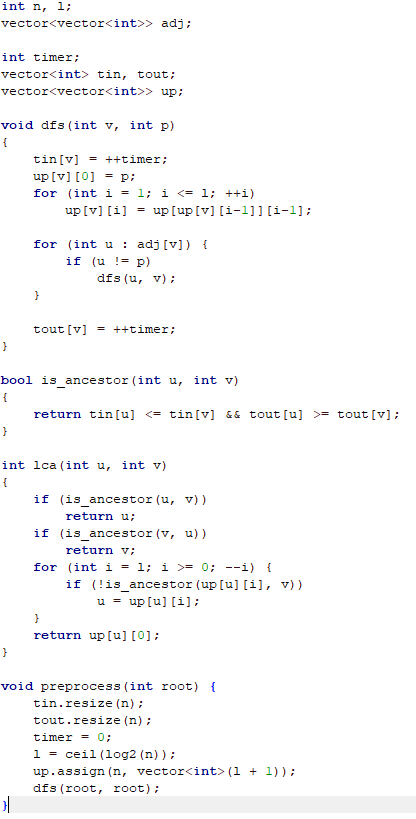 int n, l;
vector<vector<int>> adj;

int timer;
vector<int> tin, tout;
vector<vector<int>> up;

void dfs(int v, int p)
{
    tin[v] = ++timer;
    up[v][0] = p;
    for (int i = 1; i <= l; ++i)
        up[v][i] = up[up[v][i-1]][i-1];

    for (int u : adj[v]) {
        if (u != p)
            dfs(u, v);
    }

    tout[v] = ++timer;
}

bool is_ancestor(int u, int v)
{
    return tin[u] <= tin[v] && tout[u] >= tout[v];
}

int lca(int u, int v)
{
    if (is_ancestor(u, v))
        return u;
    if (is_ancestor(v, u))
        return v;
    for (int i = l; i >= 0; --i) {
        if (!is_ancestor(up[u][i], v))
            u = up[u][i];
    }
    return up[u][0];
}

void preprocess(int root) {
    tin.resize(n);
    tout.resize(n);
    timer = 0;
    l = ceil(log2(n));
    up.assign(n, vector<int>(l + 1));
    dfs(root, root);
}